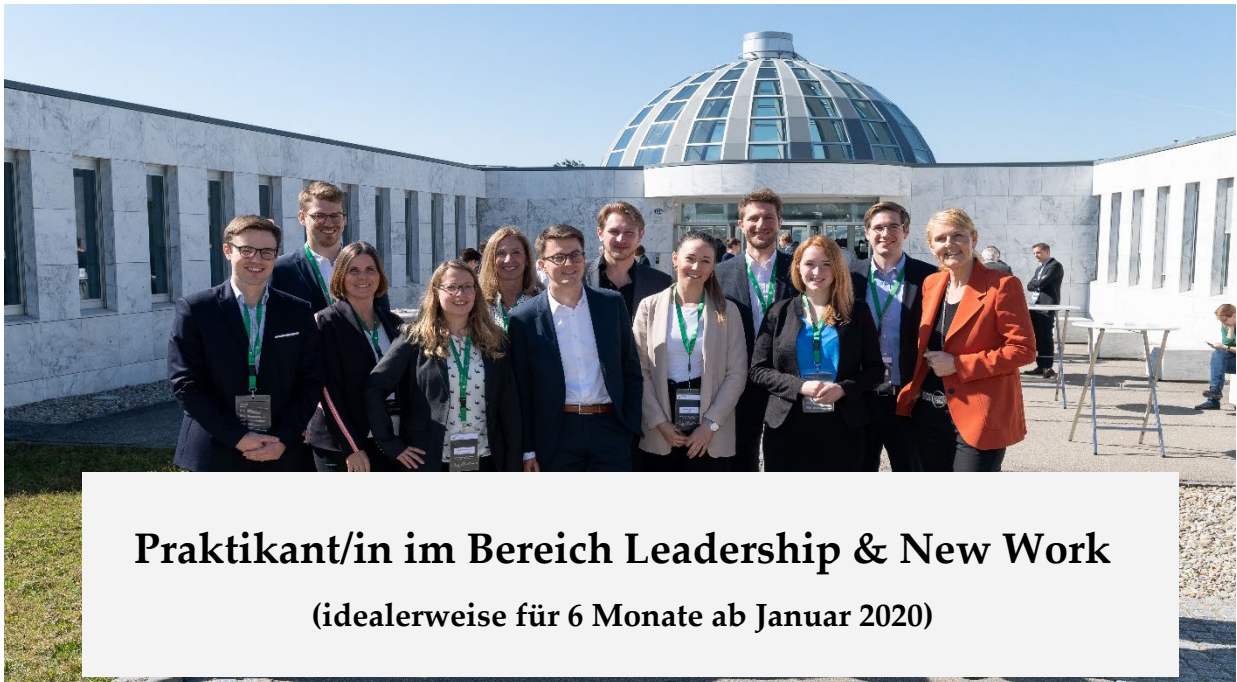 Praktikant/in im Bereich Leadership & New Work
(idealerweise für 6 Monate ab Januar 2020)